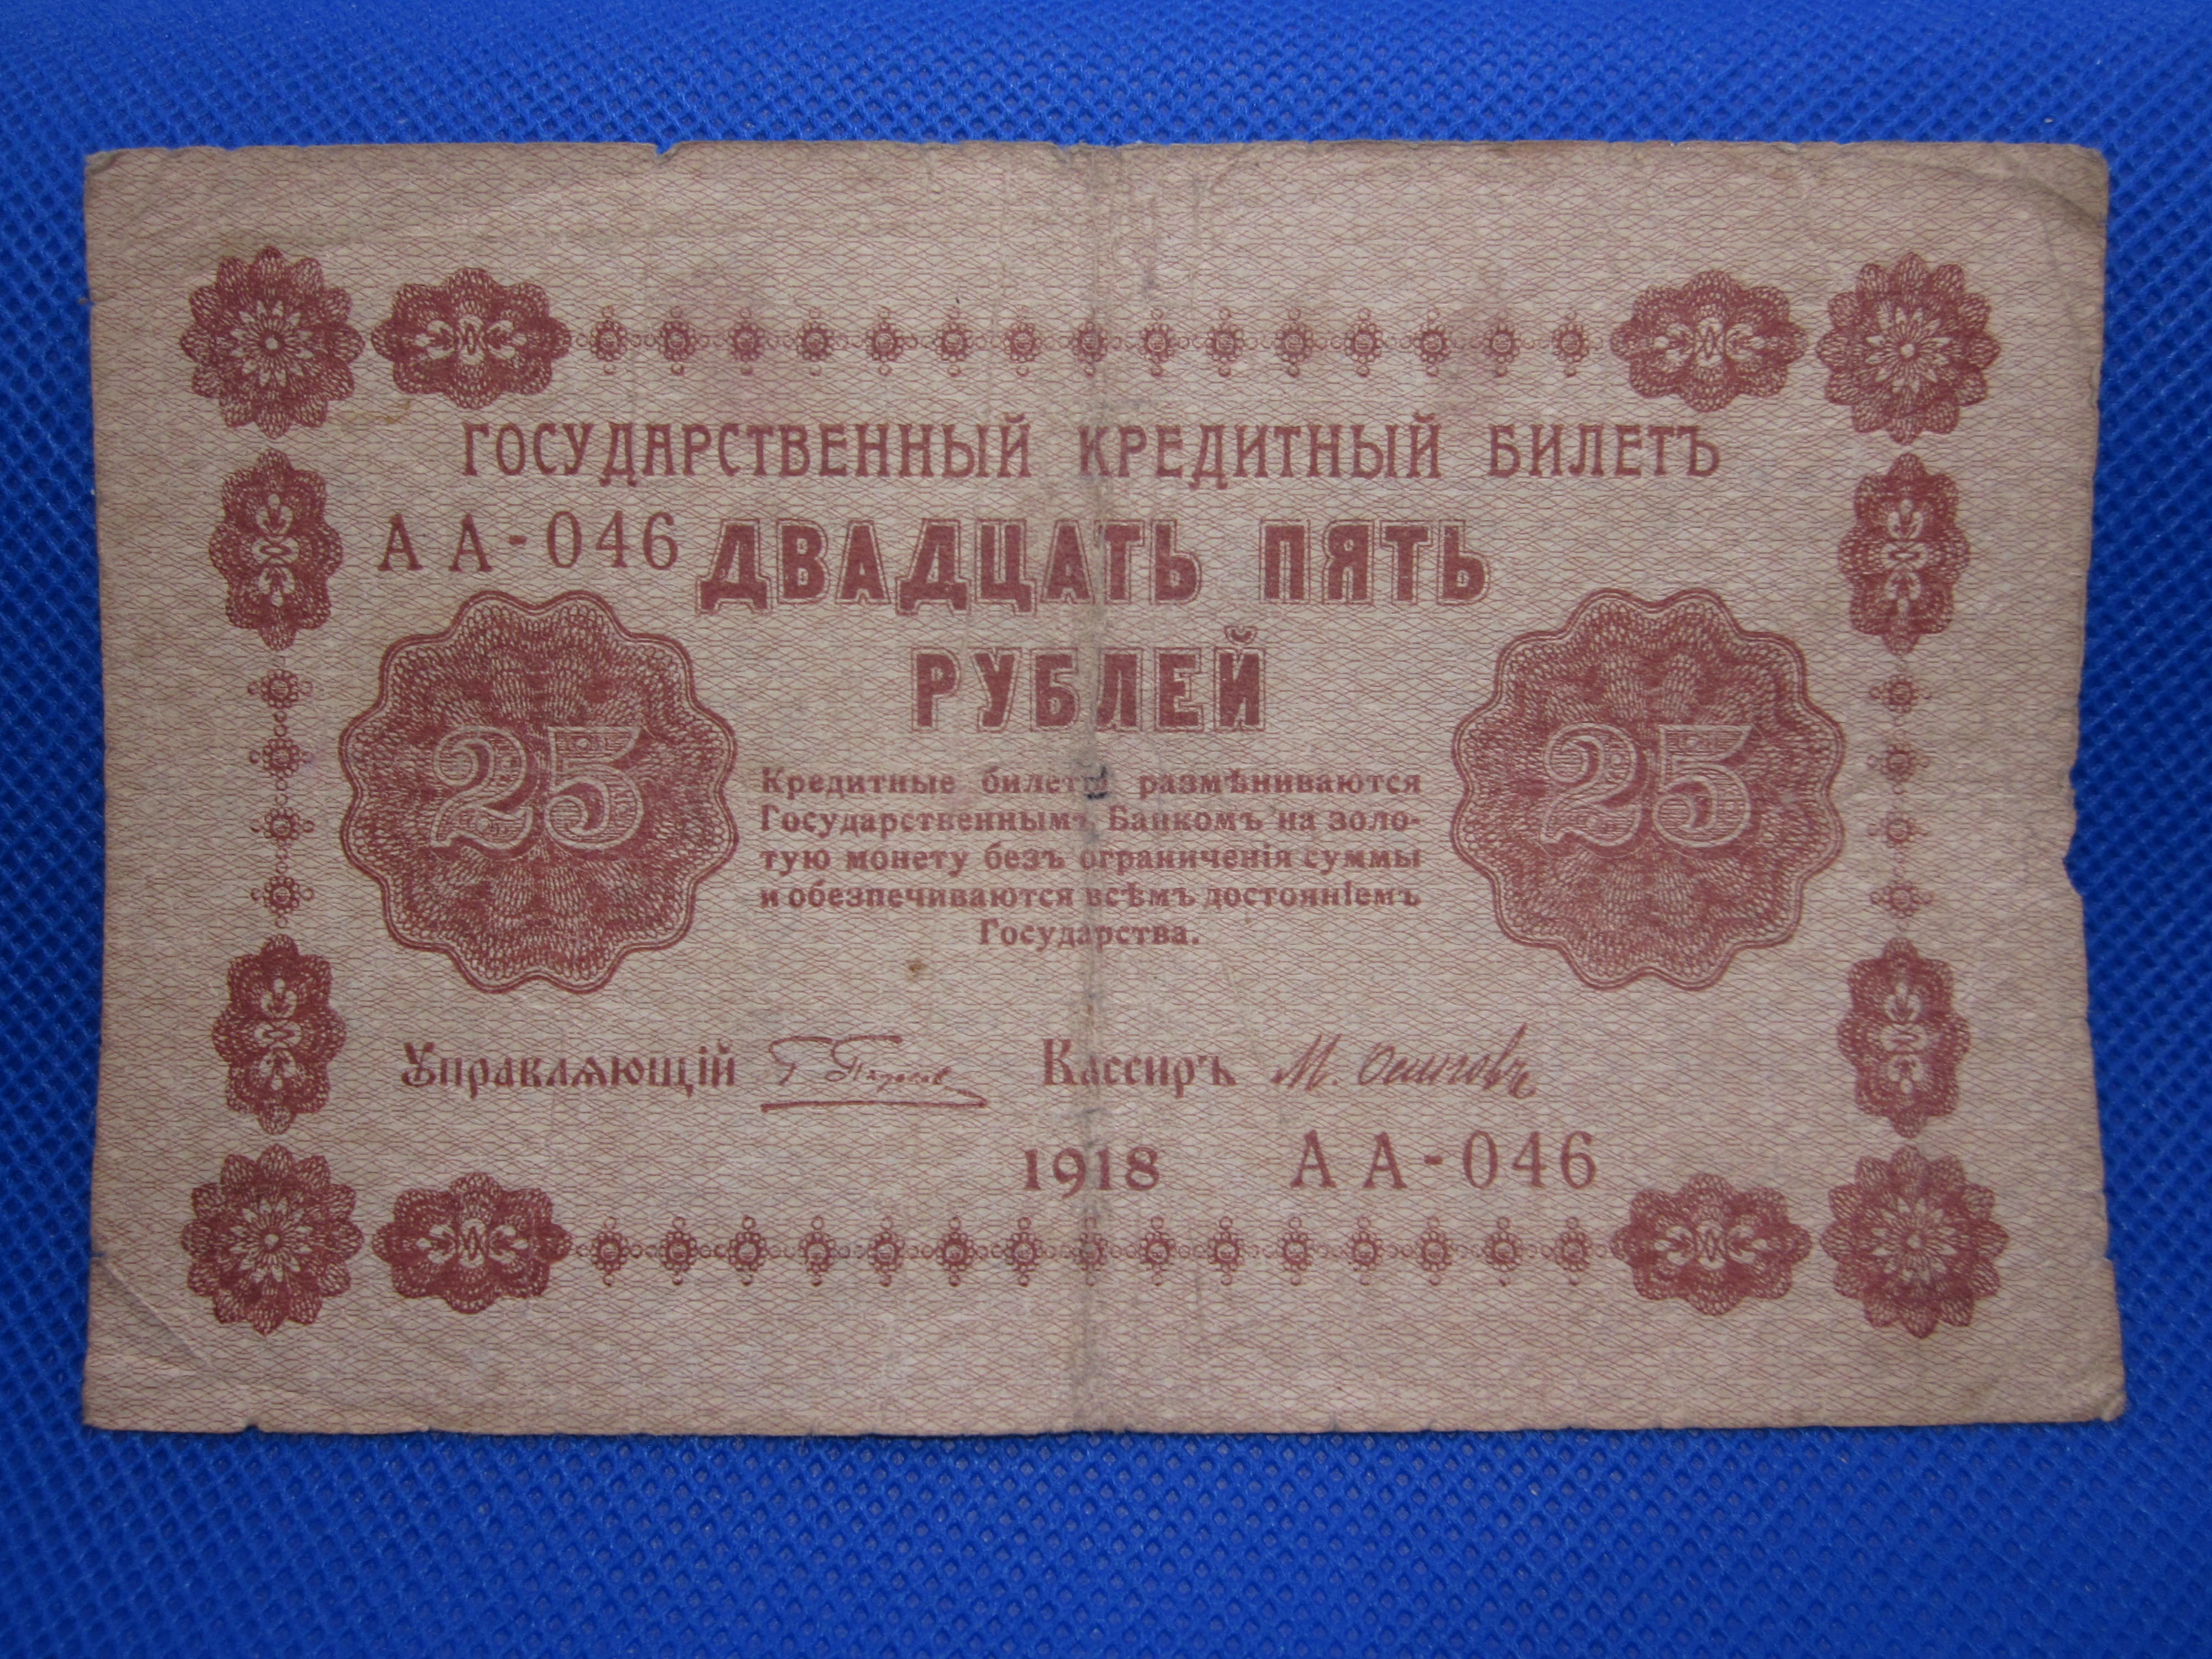 ГОСУДАРСТВЕННЫЙ КРЕДИТНЫЙ БИЛЕТЪ
АА-046 ДВАДЦАТЬ ПЯТЬ
РУБЛЕЙ
25
25
Кредитные билеты размѣниваются
Государственнымъ Банкомъ на золо-
тую монету безъ ограниченія суммы
и обезпечиваются всѣмъ достояніемъ
Государства.
Управляющій Кассиръ М. Осиповъ
1918 АА-046